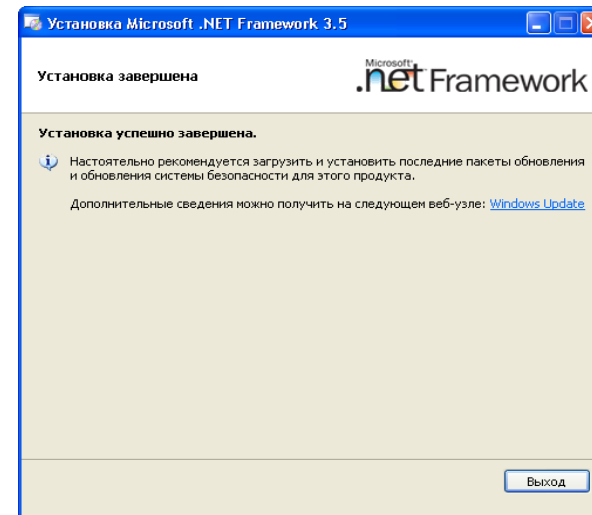 Установка Microsoft .NET Framework 3.5
Установка завершена
Microsoft
.net Framework
Установка успешно завершена.
Настоятельно рекомендуется загрузить и установить последние пакеты обновления
и обновления системы безопасности для этого продукта.
Дополнительные сведения можно получить на следующем веб-узле: Windows Update
Выход